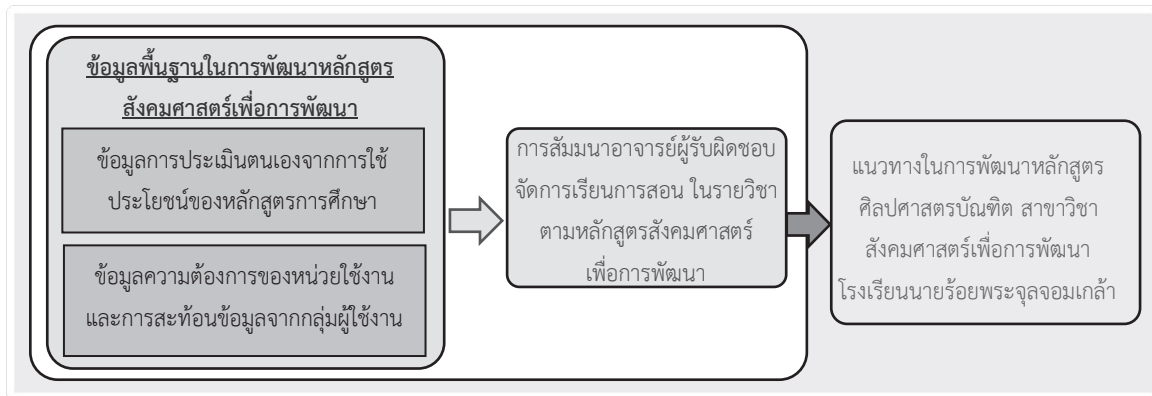 ข้อมูลพื้นฐานในการพัฒนาหลักสูตร
สังคมศาสตร์เพื่อการพัฒนา
ข้อมูลการประเมินตนเองจากการใช้
ประโยชน์ของหลักสูตรการศึกษา
ข้อมูลความต้องการของหน่วยใช้งาน
และการสะท้อนข้อมูลจากกลุ่มผู้ใช้งาน
การสัมมนาอาจารย์ผู้รับผิดชอบ
จัดการเรียนการสอน ในรายวิชา
ตามหลักสูตรสังคมศาสตร์
เพื่อการพัฒนา
แนวทางในการพัฒนาหลักสูตร
ศิลปศาสตรบัณฑิต สาขาวิชา
สังคมศาสตร์เพื่อการพัฒนา
โรงเรียนนายร้อยพระจุลจอมเกล้า